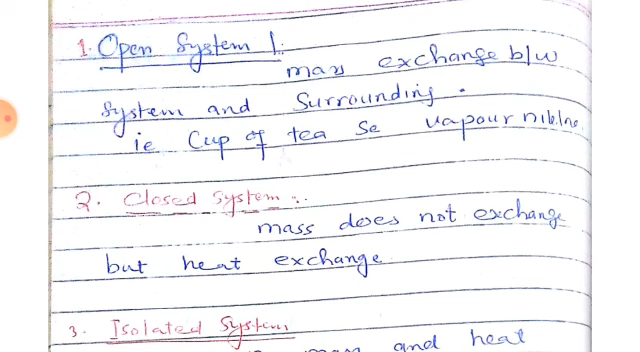 1. Open System :
mass exchange b/w
System and Surrounding.
ie Cup of tea se vapour nikalna
2. Closed System :
mass does not exchange
but heat exchange
3. Isolated System
mass and heat